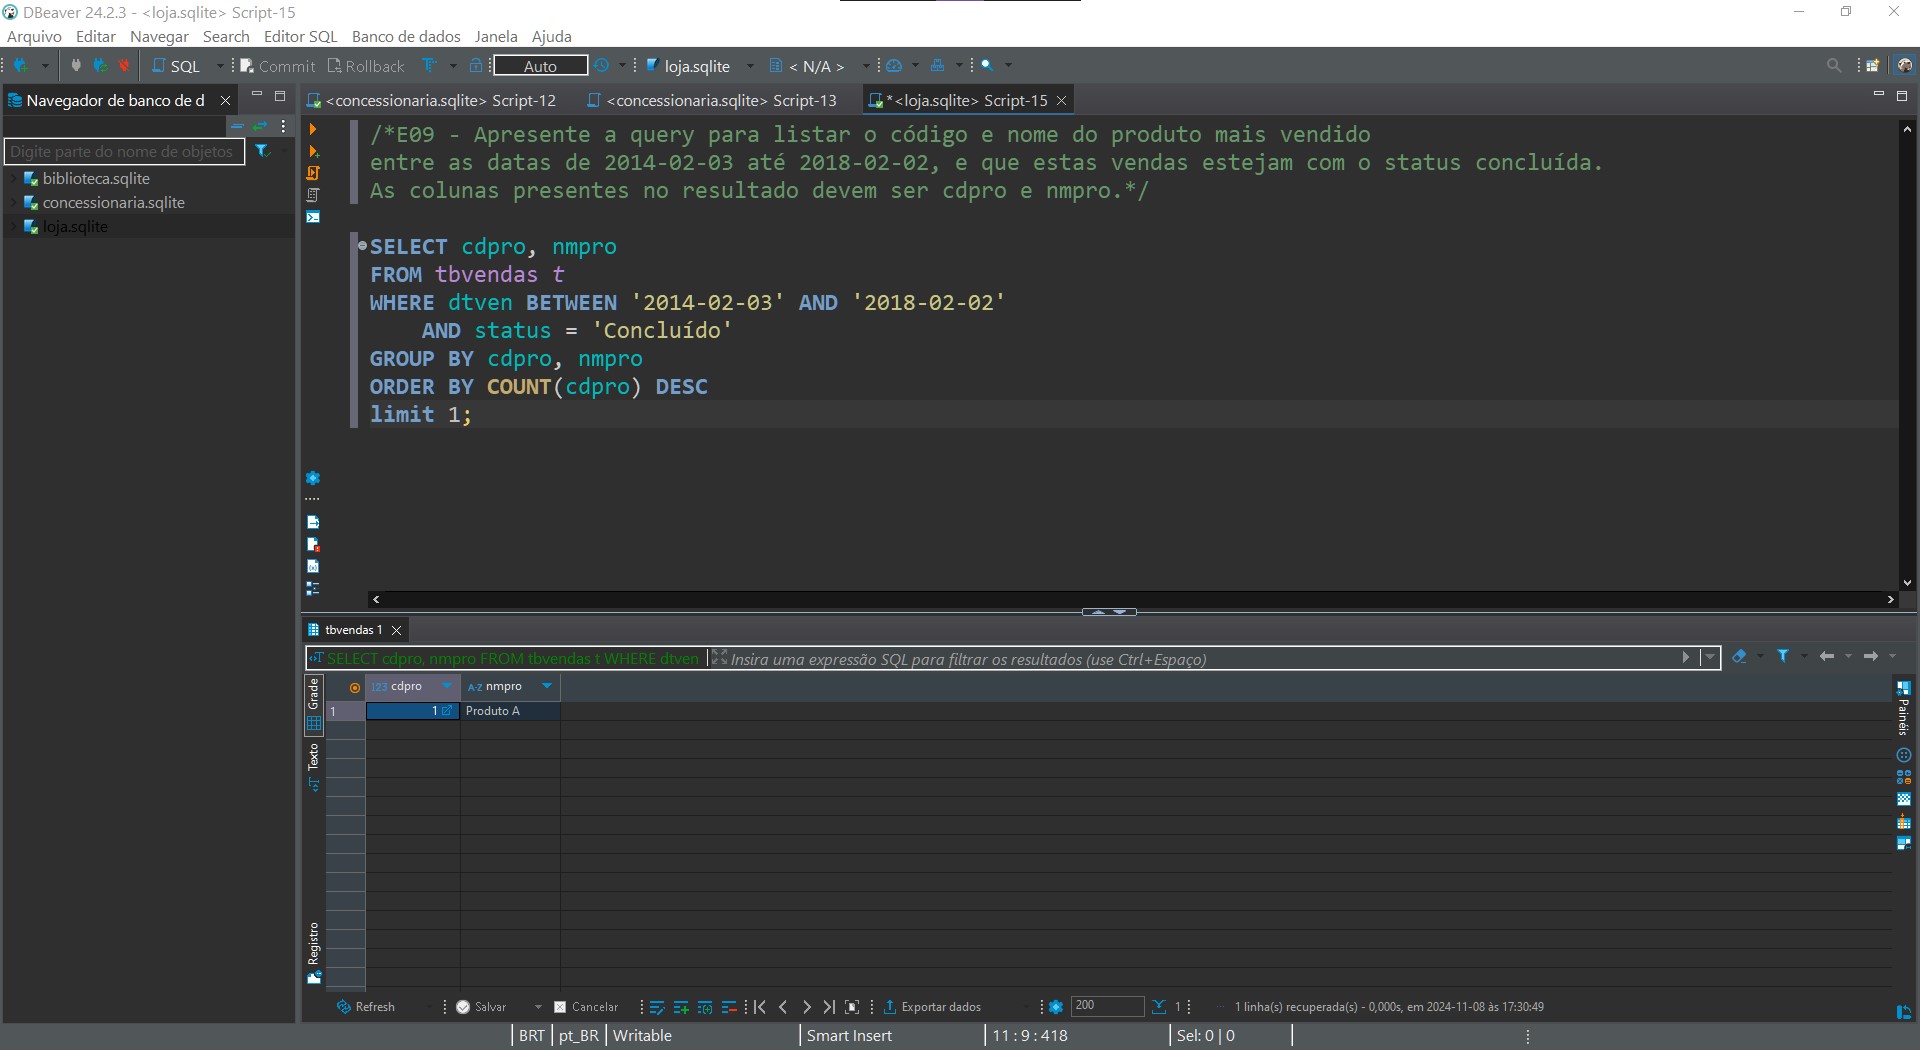 DBeaver 24.2.3 - <loja.sqlite> Script-15
Arquivo Editar Navegar Search Editor SQL Banco de dados Janela Ajuda
SQL Commit Rollback Auto loja.sqlite < N/A >
Navegador de banco de d
<concessionaria.sqlite> Script-12 <concessionaria.sqlite> Script-13 *<loja.sqlite> Script-15
Digite parte do nome de objetos
biblioteca.sqlite
concessionaria.sqlite
loja.sqlite
/*E09 - Apresente a query para listar o código e nome do produto mais vendido
entre as datas de 2014-02-03 até 2018-02-02, e que estas vendas estejam com o status concluída.
As colunas presentes no resultado devem ser cdpro e nmpro.*/
SELECT cdpro, nmpro
FROM tbvendas t
WHERE dtven BETWEEN '2014-02-03' AND '2018-02-02'
AND status = 'Concluído'
GROUP BY cdpro, nmpro
ORDER BY COUNT(cdpro) DESC
limit 1;
tbvendas 1
SELECT cdpro, nmpro FROM tbvendas t WHERE dtven Insira uma expressão SQL para filtrar os resultados (use Ctrl+Espaço)
Grade
Texto
Registro
123 cdpro A-Z nmpro
1 1 Produto A
Painéis
Refresh Salvar Cancelar Exportar dados 200 1 1 linha(s) recuperada(s) - 0,000s, em 2024-11-08 às 17:30:49
BRT pt_BR Writable Smart Insert 11 : 9 : 418 Sel: 0 | 0